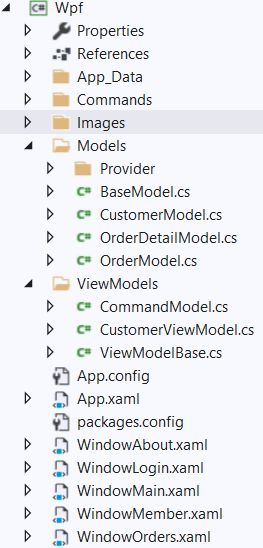 Wpf
Properties
References
App_Data
Commands
Images
Models
Provider
BaseModel.cs
CustomerModel.cs
OrderDetailModel.cs
OrderModel.cs
ViewModels
CommandModel.cs
CustomerViewModel.cs
ViewModelBase.cs
App.config
App.xaml
packages.config
WindowAbout.xaml
WindowLogin.xaml
WindowMain.xaml
WindowMember.xaml
WindowOrders.xaml